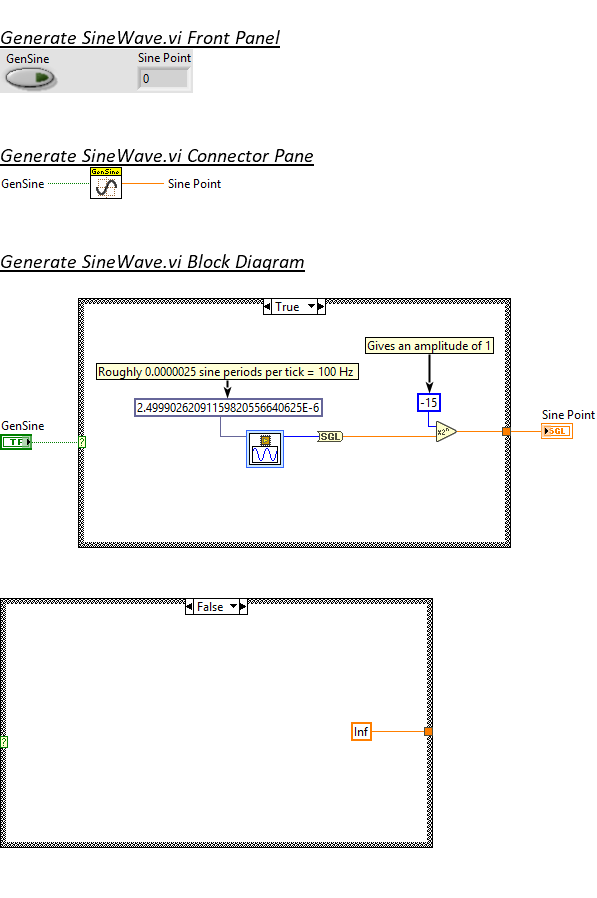 Generate SineWave.vi Front Panel
GenSine Sine Point
0
Generate SineWave.vi Connector Pane
GenSine
GenSine Sine Point
Generate SineWave.vi Block Diagram
True
Gives an amplitude of 1
Roughly 0.0000025 sine periods per tick = 100 Hz
-15
2.49990262091159820556640625E-6
Sine Point
GenSine
SGL
x2^n
SGL
TF
?
False
Inf
?